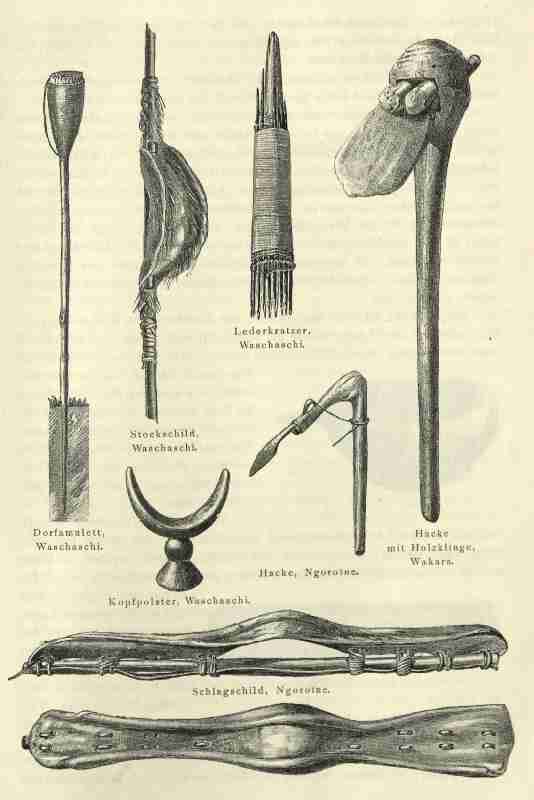 Lederkratzer,
Waschaschi.
Stockschild,
Waschaschi.
Dorfamulett,
Waschaschi.
Hacke
mit Holzklinge,
Wakara.
Hacke, Ngoroine.
Kopfpolster, Waschaschi.
Schlagschild, Ngoroine.